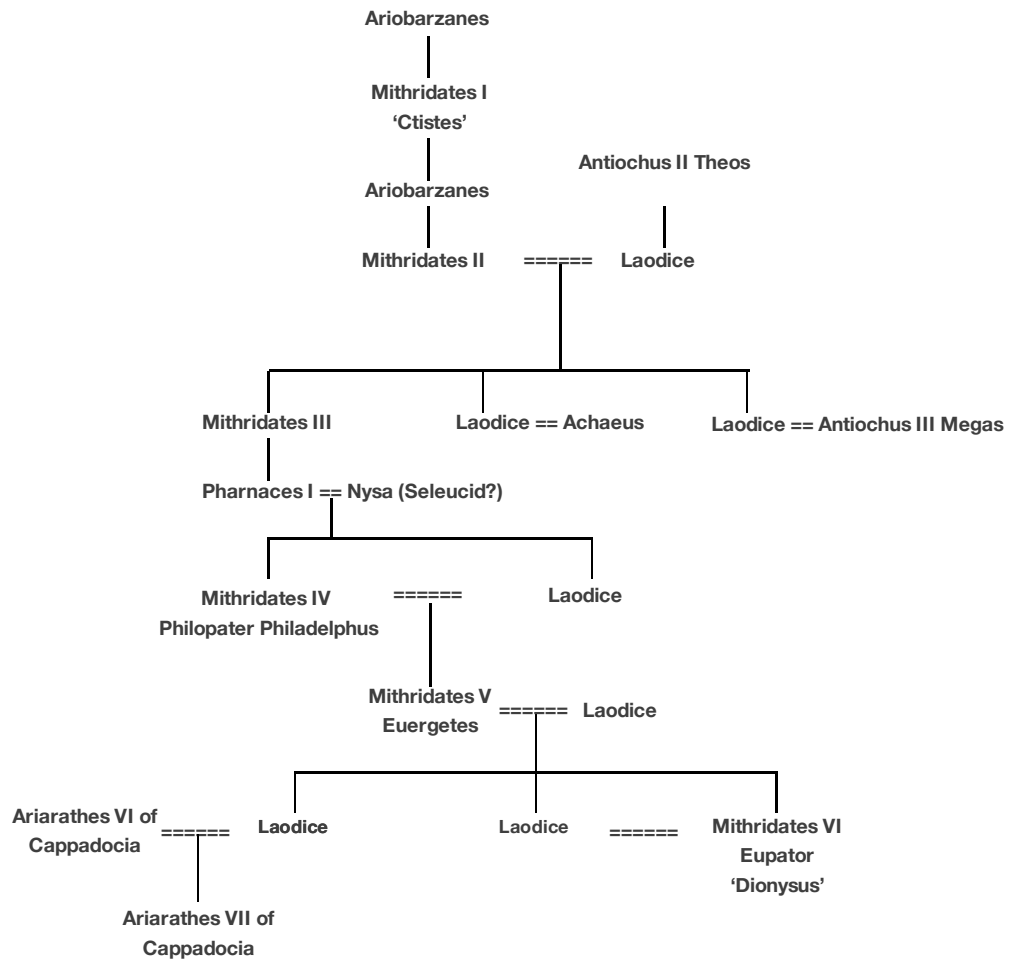 Ariobarzanes
Mithridates I
‘Ctistes’
Antiochus II Theos
Ariobarzanes
Mithridates II ====== Laodice
Mithridates III
Laodice == Achaeus
Laodice == Antiochus III Megas
Pharnaces I == Nysa (Seleucid?)
Mithridates IV ====== Laodice
Philopater Philadelphus
Mithridates V
Euergetes ====== Laodice
Ariarathes VI of
Cappadocia ====== Laodice
Laodice ====== Mithridates VI
Eupator
‘Dionysus’
Ariarathes VII of
Cappadocia